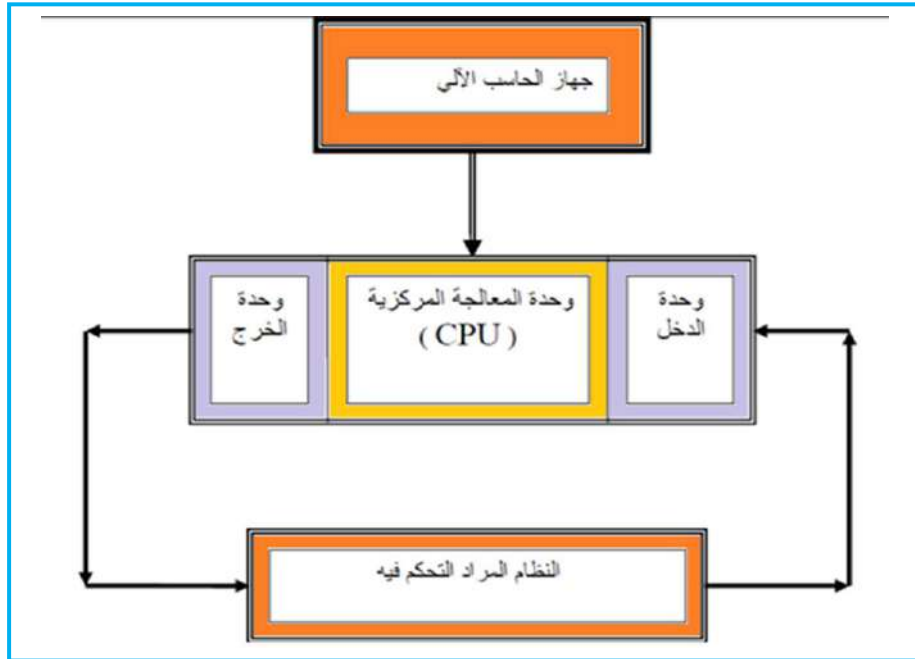 جهاز الحاسب الآلي
وحدة
الدخل
وحدة المعالجة المركزية
( CPU )
وحدة
الخرج
النظام المراد التحكم فيه